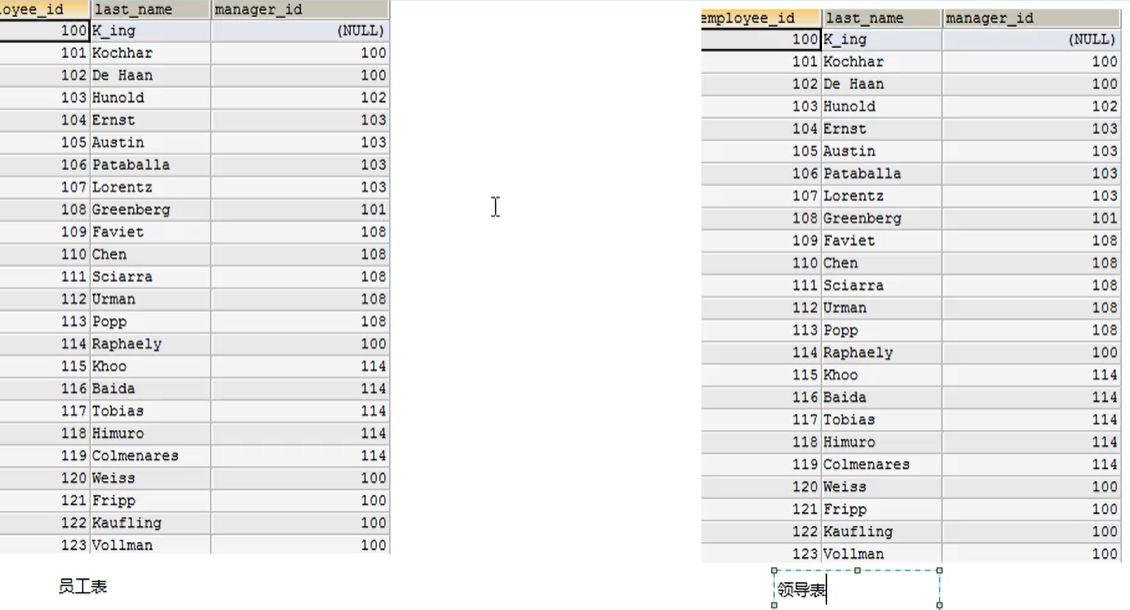 loyee_id last_name manager_id
100 K_ing (NULL)
101 Kochhar 100
102 De Haan 100
103 Hunold 102
104 Ernst 103
105 Austin 103
106 Pataballa 103
107 Lorentz 103
108 Greenberg 101
109 Faviet 108
110 Chen 108
111 Sciarra 108
112 Urman 108
113 Popp 108
114 Raphaely 100
115 Khoo 114
116 Baida 114
117 Tobias 114
118 Himuro 114
119 Colmenares 114
120 Weiss 100
121 Fripp 100
122 Kaufling 100
123 Vollman 100
员工表
employee_id last_name manager_id
100 K_ing (NULL)
101 Kochhar 100
102 De Haan 100
103 Hunold 102
104 Ernst 103
105 Austin 103
106 Pataballa 103
107 Lorentz 103
108 Greenberg 101
109 Faviet 108
110 Chen 108
111 Sciarra 108
112 Urman 108
113 Popp 108
114 Raphaely 100
115 Khoo 114
116 Baida 114
117 Tobias 114
118 Himuro 114
119 Colmenares 114
120 Weiss 100
121 Fripp 100
122 Kaufling 100
123 Vollman 100
领导表